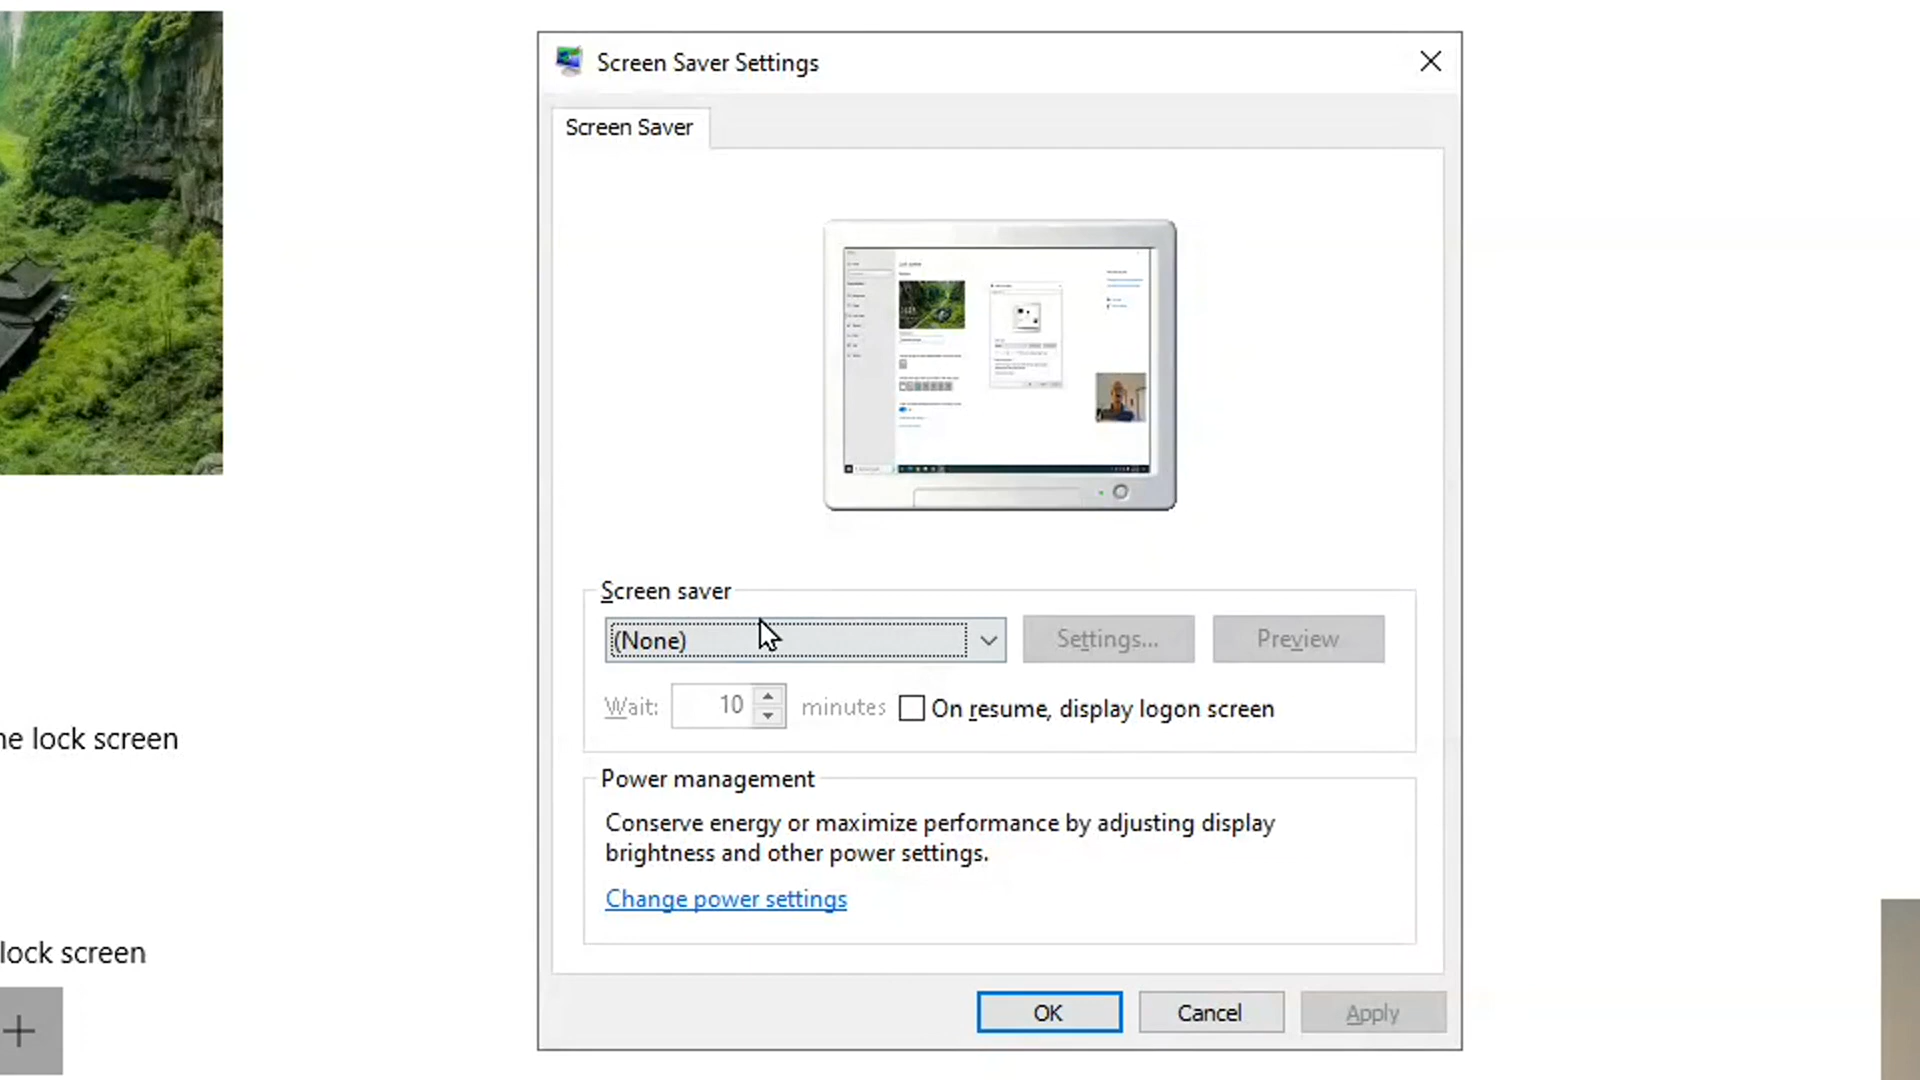 Screen Saver Settings
Screen Saver
Screen saver
(None)
Settings...
Preview
Wait:
10
minutes
On resume, display logon screen
Power management
Conserve energy or maximize performance by adjusting display
brightness and other power settings.
Change power settings
OK
Cancel
Apply
lock screen
lock screen